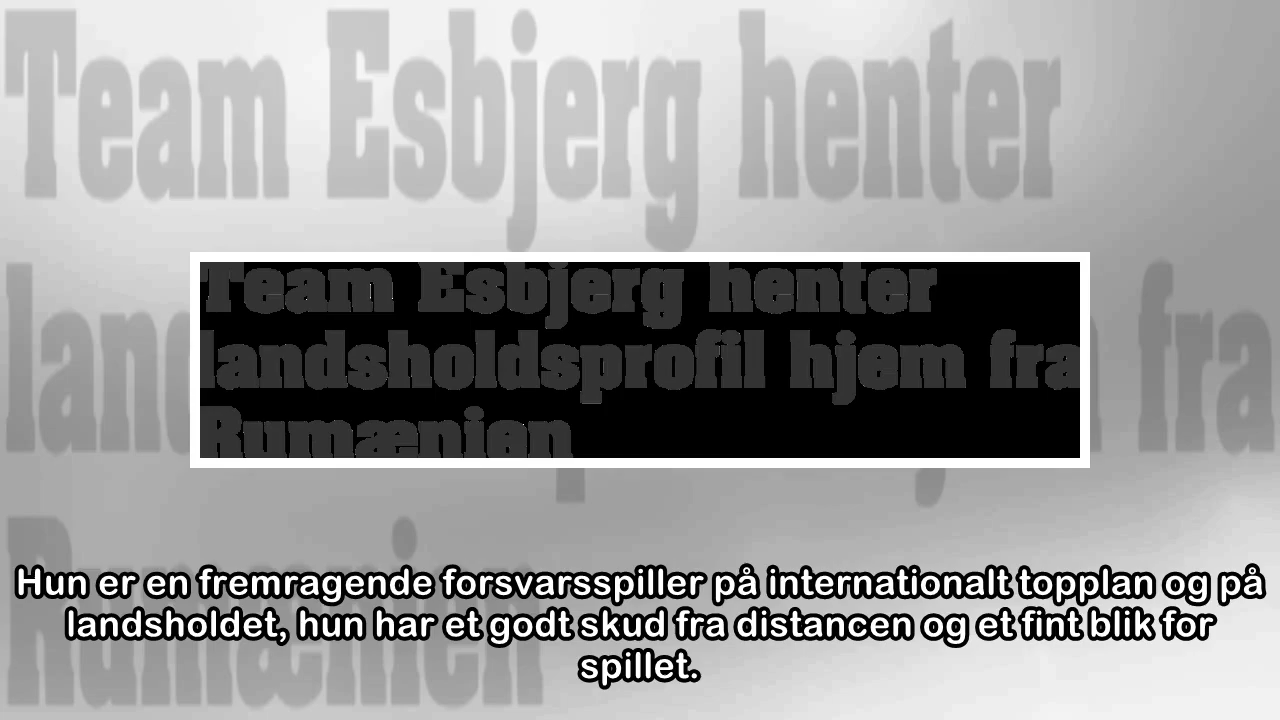 Team Esbjerg henter
landsholdsprofil hjem fra
Rumænien
Team Esbjerg henter
landsholdsprofil hjem fra
Rumænien
Hun er en fremragende forsvarsspiller på internationalt topplan og på
landsholdet, hun har et godt skud fra distancen og et fint blik for
spillet.